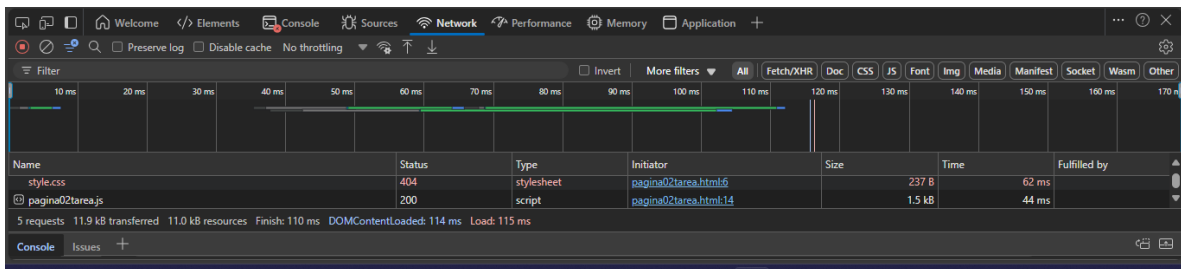 Welcome </> Elements Console Sources Network Performance Memory Application
Preserve log Disable cache No throttling
Filter Invert More filters All Fetch/XHR Doc CSS JS Font Img Media Manifest Socket Wasm Other
10 ms 20 ms 30 ms 40 ms 50 ms 60 ms 70 ms 80 ms 90 ms 100 ms 110 ms 120 ms 130 ms 140 ms 150 ms 160 ms 170 m
Name Status Type Initiator Size Time Fulfilled by
style.css 404 stylesheet pagina02tarea.html:6 237 B 62 ms
pagina02tarea.js 200 script pagina02tarea.html:14 1.5 kB 44 ms
5 requests 11.9 kB transferred 11.0 kB resources Finish: 110 ms DOMContentLoaded: 114 ms Load: 115 ms
Console Issues